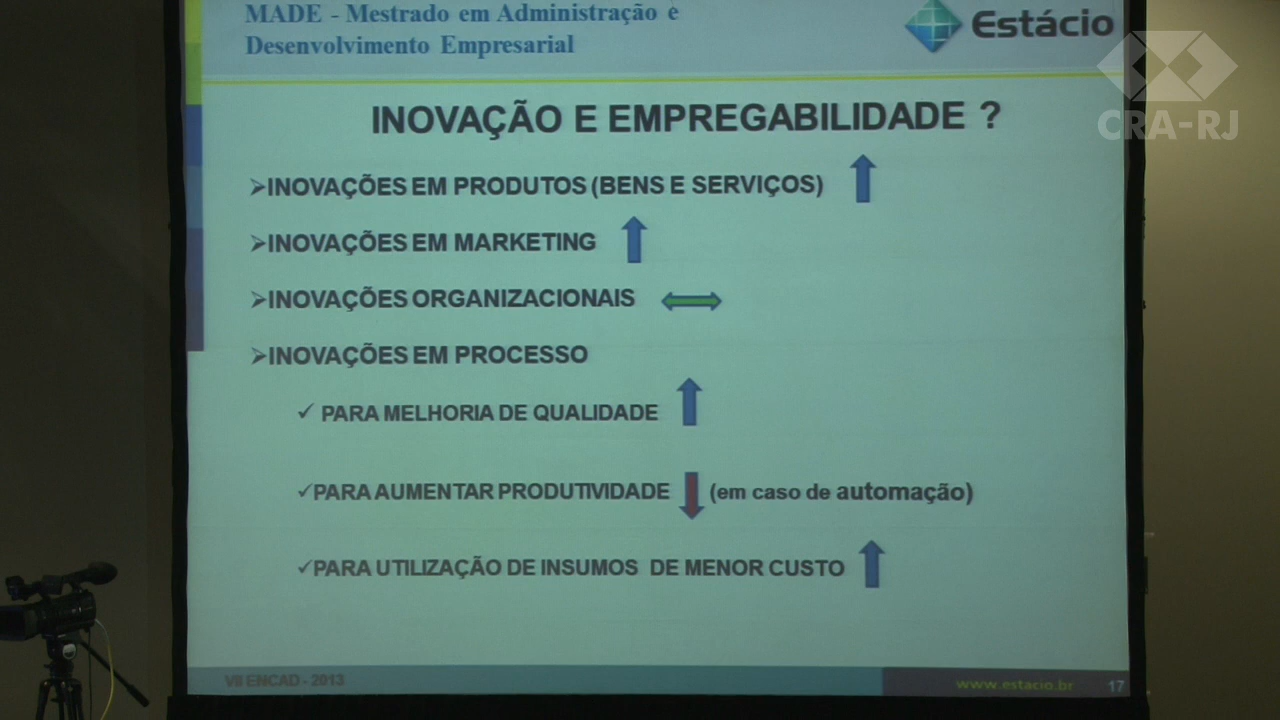 MADE - Mestrado em Administração e
Desenvolvimento Empresarial
Estácio
CRA-RJ
INOVAÇÃO E EMPREGABILIDADE ?
INOVAÇÕES EM PRODUTOS (BENS E SERVIÇOS)
INOVAÇÕES EM MARKETING
INOVAÇÕES ORGANIZACIONAIS
INOVAÇÕES EM PROCESSO
PARA MELHORIA DE QUALIDADE
PARA AUMENTAR PRODUTIVIDADE (em caso de automação)
PARA UTILIZAÇÃO DE INSUMOS DE MENOR CUSTO
VII ENCAD - 2013
www.estacio.br 17